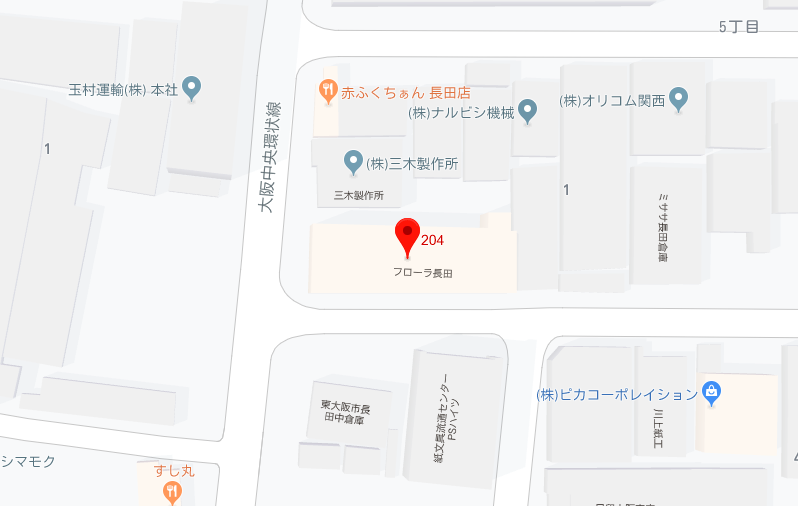 5丁目
玉村運輸(株) 本社
赤ふくちぁん 長田店
(株)ナルビシ機械
(株)オリコム関西
大阪中央環状線
1
(株)三木製作所
三木製作所
1
ミササ長田倉庫
204
フローラ長田
東大阪市長
田中倉庫
紙文具流通センター
PSハイツ
(株)ピカコーポレイション
川上紙工
シマモク
すし丸
4